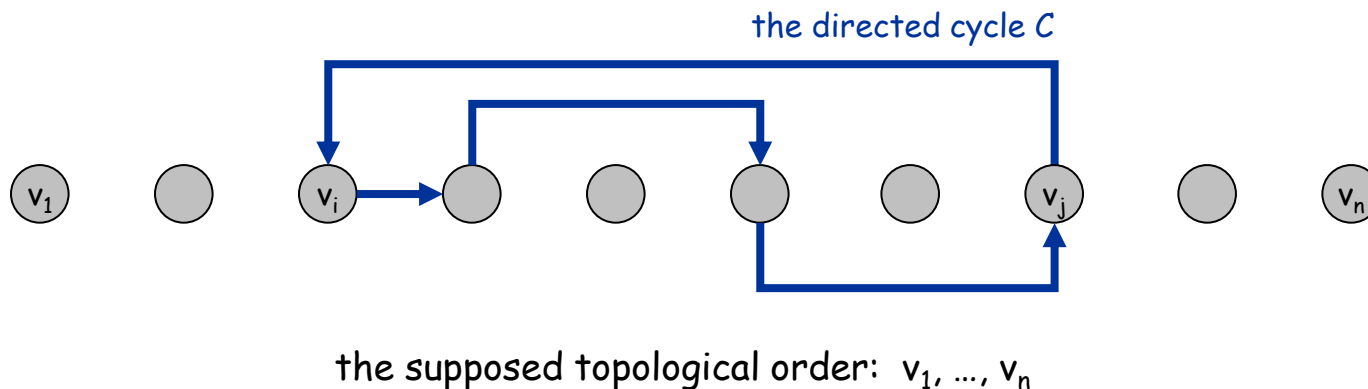 the directed cycle C
v₁ vᵢ vⱼ vₙ
the supposed topological order: v₁, ..., vₙ